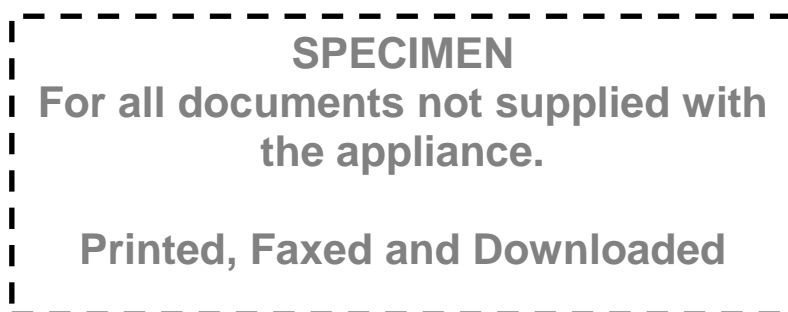 SPECIMEN
For all documents not supplied with
the appliance.
Printed, Faxed and Downloaded